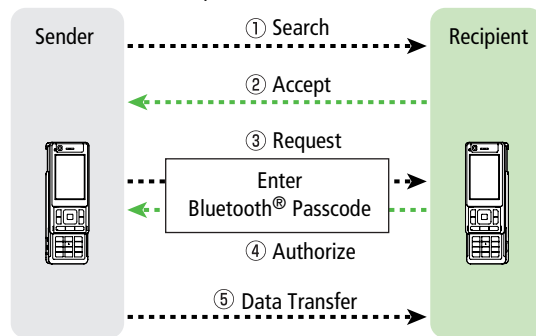 Sender
① Search
Recipient
② Accept
③ Request
Enter
Bluetooth® Passcode
④ Authorize
⑤ Data Transfer